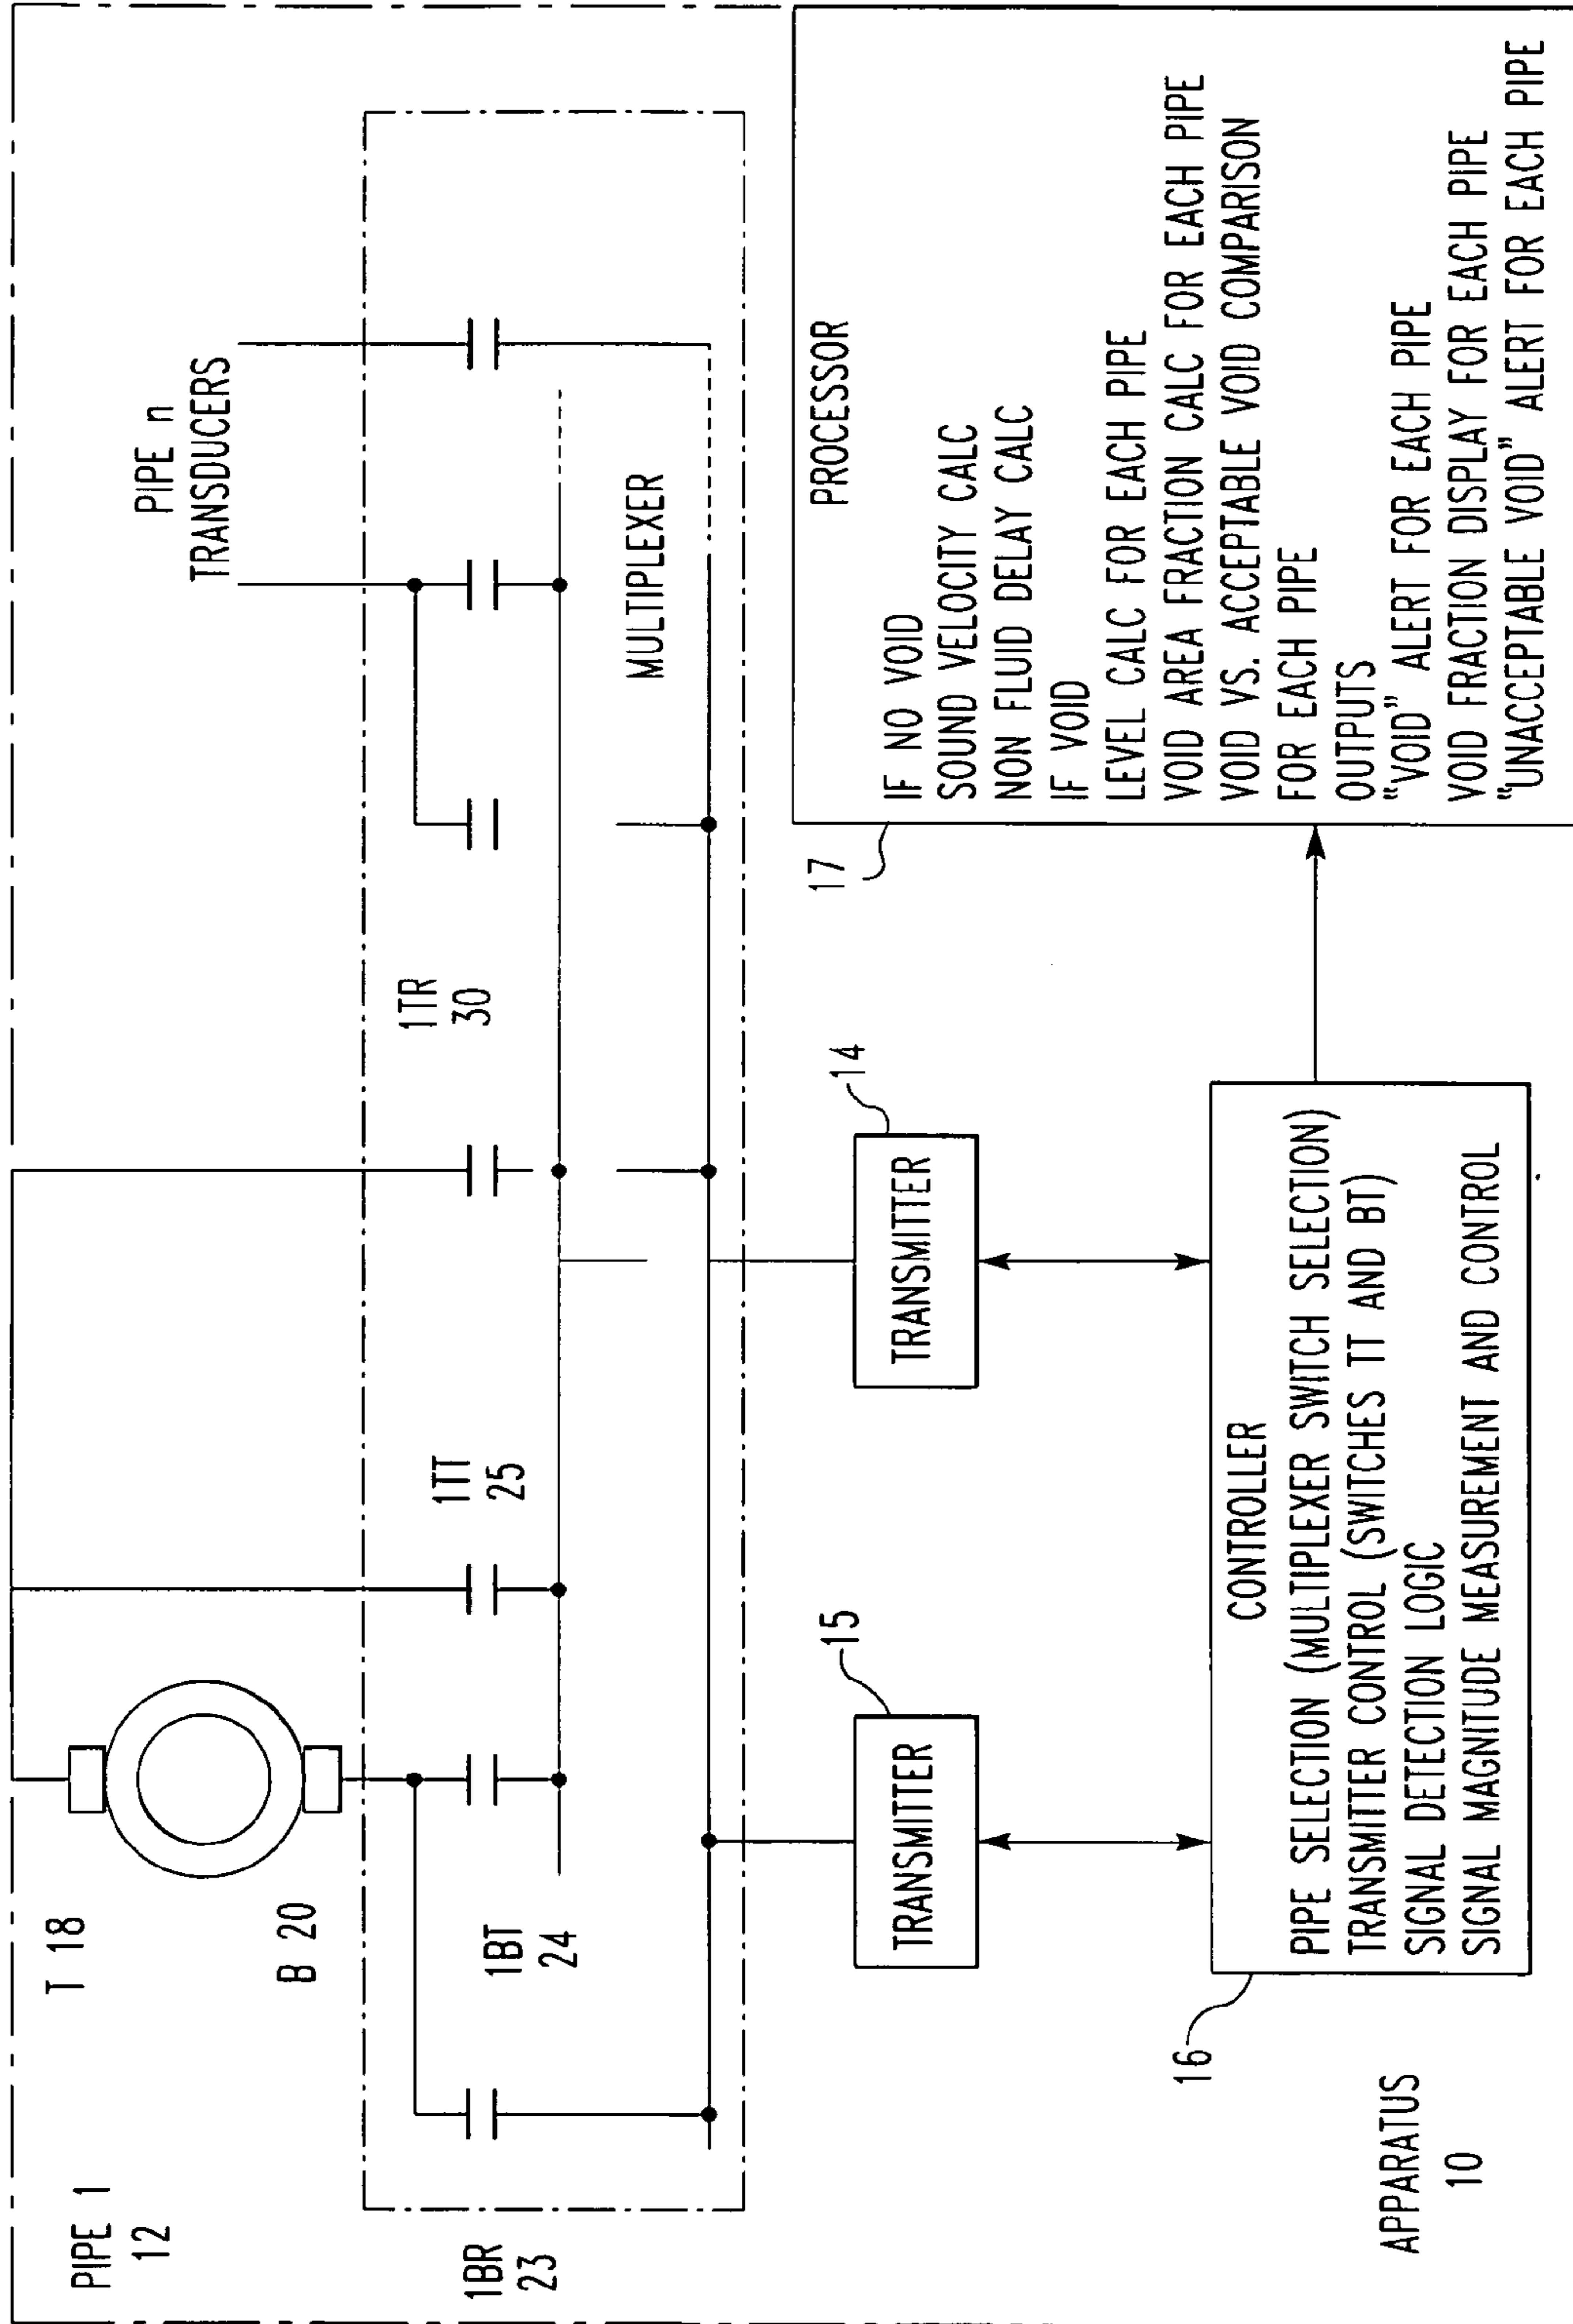 PIPE 1
12
T 18
B 20
PIPE n
TRANSDUCERS
1BR
23
1BT
24
1TT
25
1TR
30
MULTIPLEXER
15
TRANSMITTER
14
TRANSMITTER
17
PROCESSOR
IF NO VOID
SOUND VELOCITY CALC
NON FLUID DELAY CALC
IF VOID
LEVEL CALC FOR EACH PIPE
VOID AREA FRACTION CALC FOR EACH PIPE
VOID VS. ACCEPTABLE VOID COMPARISON
FOR EACH PIPE
OUTPUTS
"VOID" ALERT FOR EACH PIPE
VOID FRACTION DISPLAY FOR EACH PIPE
"UNACCEPTABLE VOID" ALERT FOR EACH PIPE
16
CONTROLLER
PIPE SELECTION (MULTIPLEXER SWITCH SELECTION)
TRANSMITTER CONTROL (SWITCHES TT AND BT)
SIGNAL DETECTION LOGIC
SIGNAL MAGNITUDE MEASUREMENT AND CONTROL
APPARATUS
10